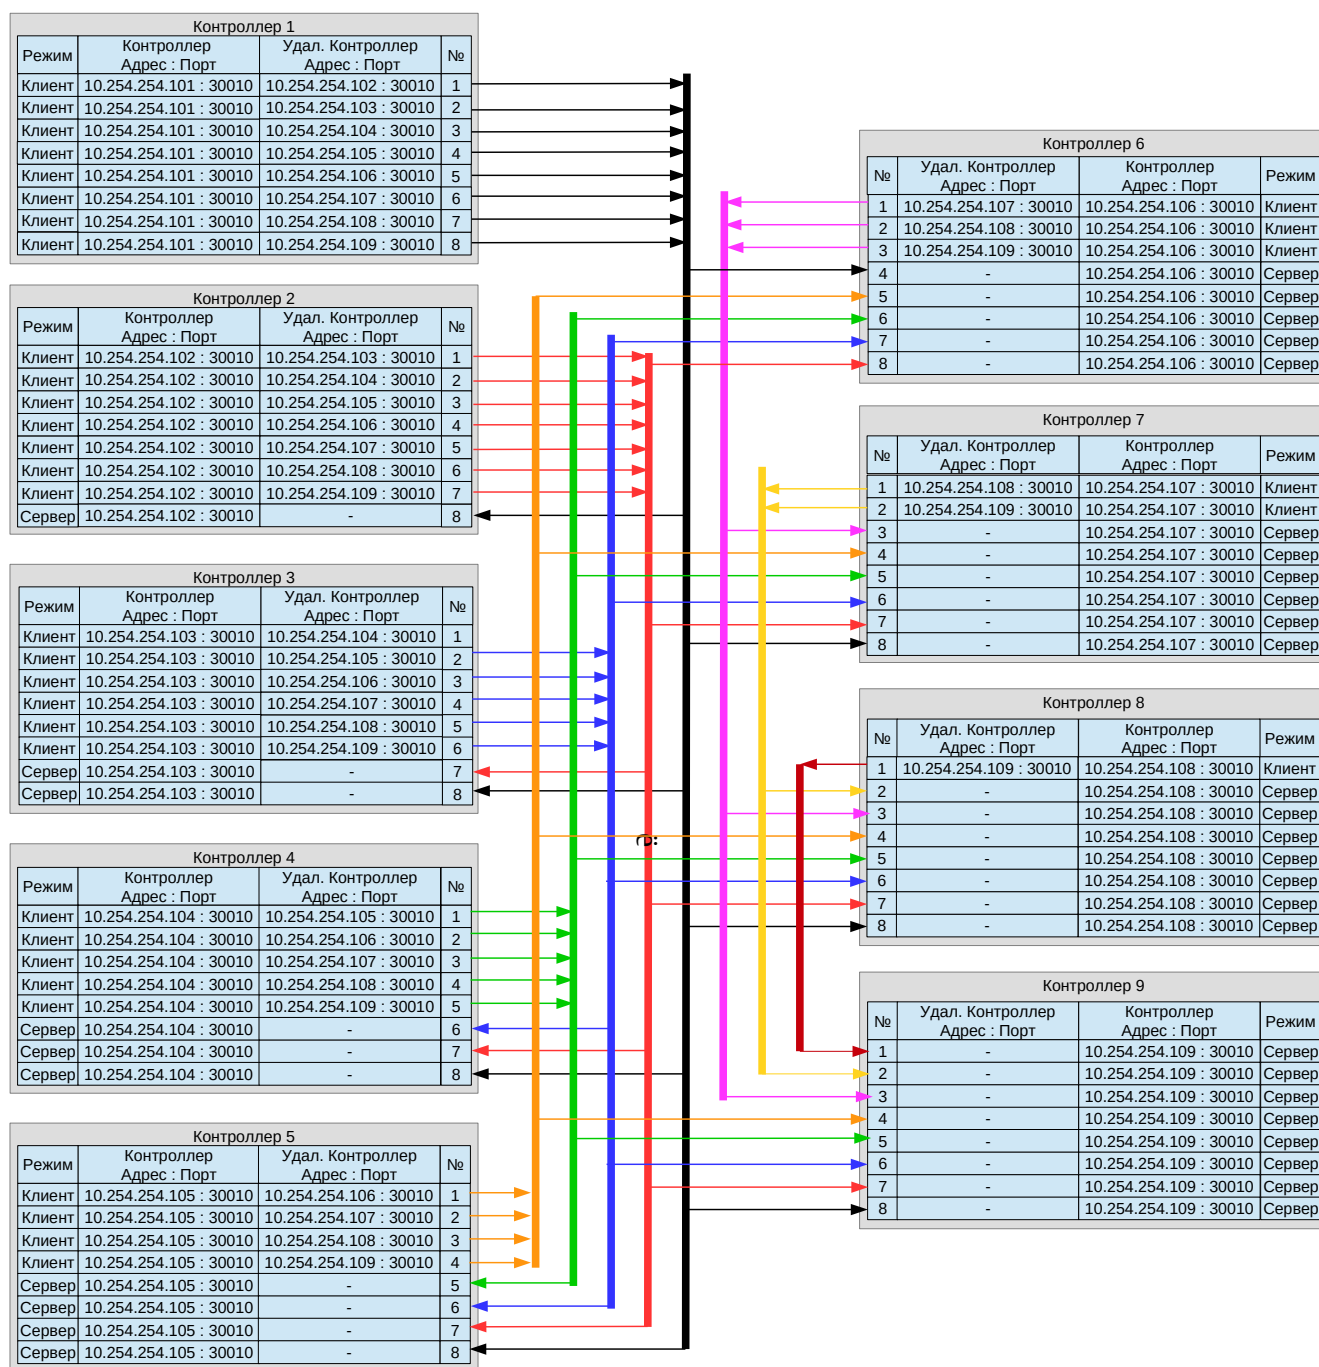 Контроллер 1
Режим Контроллер Адрес : Порт Удал. Контроллер Адрес : Порт №
Клиент 10.254.254.101 : 30010 10.254.254.102 : 30010 1
Клиент 10.254.254.101 : 30010 10.254.254.103 : 30010 2
Клиент 10.254.254.101 : 30010 10.254.254.104 : 30010 3
Клиент 10.254.254.101 : 30010 10.254.254.105 : 30010 4
Клиент 10.254.254.101 : 30010 10.254.254.106 : 30010 5
Клиент 10.254.254.101 : 30010 10.254.254.107 : 30010 6
Клиент 10.254.254.101 : 30010 10.254.254.108 : 30010 7
Клиент 10.254.254.101 : 30010 10.254.254.109 : 30010 8
Контроллер 2
Режим Контроллер Адрес : Порт Удал. Контроллер Адрес : Порт №
Клиент 10.254.254.102 : 30010 10.254.254.103 : 30010 1
Клиент 10.254.254.102 : 30010 10.254.254.104 : 30010 2
Клиент 10.254.254.102 : 30010 10.254.254.105 : 30010 3
Клиент 10.254.254.102 : 30010 10.254.254.106 : 30010 4
Клиент 10.254.254.102 : 30010 10.254.254.107 : 30010 5
Клиент 10.254.254.102 : 30010 10.254.254.108 : 30010 6
Клиент 10.254.254.102 : 30010 10.254.254.109 : 30010 7
Сервер 10.254.254.102 : 30010 - 8
Контроллер 3
Режим Контроллер Адрес : Порт Удал. Контроллер Адрес : Порт №
Клиент 10.254.254.103 : 30010 10.254.254.104 : 30010 1
Клиент 10.254.254.103 : 30010 10.254.254.105 : 30010 2
Клиент 10.254.254.103 : 30010 10.254.254.106 : 30010 3
Клиент 10.254.254.103 : 30010 10.254.254.107 : 30010 4
Клиент 10.254.254.103 : 30010 10.254.254.108 : 30010 5
Клиент 10.254.254.103 : 30010 10.254.254.109 : 30010 6
Сервер 10.254.254.103 : 30010 - 7
Сервер 10.254.254.103 : 30010 - 8
Контроллер 4
Режим Контроллер Адрес : Порт Удал. Контроллер Адрес : Порт №
Клиент 10.254.254.104 : 30010 10.254.254.105 : 30010 1
Клиент 10.254.254.104 : 30010 10.254.254.106 : 30010 2
Клиент 10.254.254.104 : 30010 10.254.254.107 : 30010 3
Клиент 10.254.254.104 : 30010 10.254.254.108 : 30010 4
Клиент 10.254.254.104 : 30010 10.254.254.109 : 30010 5
Сервер 10.254.254.104 : 30010 - 6
Сервер 10.254.254.104 : 30010 - 7
Сервер 10.254.254.104 : 30010 - 8
Контроллер 5
Режим Контроллер Адрес : Порт Удал. Контроллер Адрес : Порт №
Клиент 10.254.254.105 : 30010 10.254.254.106 : 30010 1
Клиент 10.254.254.105 : 30010 10.254.254.107 : 30010 2
Клиент 10.254.254.105 : 30010 10.254.254.108 : 30010 3
Клиент 10.254.254.105 : 30010 10.254.254.109 : 30010 4
Сервер 10.254.254.105 : 30010 - 5
Сервер 10.254.254.105 : 30010 - 6
Сервер 10.254.254.105 : 30010 - 7
Сервер 10.254.254.105 : 30010 - 8
Контроллер 6
№ Удал. Контроллер Адрес : Порт Контроллер Адрес : Порт Режим
1 10.254.254.107 : 30010 10.254.254.106 : 30010 Клиент
2 10.254.254.108 : 30010 10.254.254.106 : 30010 Клиент
3 10.254.254.109 : 30010 10.254.254.106 : 30010 Клиент
4 - 10.254.254.106 : 30010 Сервер
5 - 10.254.254.106 : 30010 Сервер
6 - 10.254.254.106 : 30010 Сервер
7 - 10.254.254.106 : 30010 Сервер
8 - 10.254.254.106 : 30010 Сервер
Контроллер 7
№ Удал. Контроллер Адрес : Порт Контроллер Адрес : Порт Режим
1 10.254.254.108 : 30010 10.254.254.107 : 30010 Клиент
2 10.254.254.109 : 30010 10.254.254.107 : 30010 Клиент
3 - 10.254.254.107 : 30010 Сервер
4 - 10.254.254.107 : 30010 Сервер
5 - 10.254.254.107 : 30010 Сервер
6 - 10.254.254.107 : 30010 Сервер
7 - 10.254.254.107 : 30010 Сервер
8 - 10.254.254.107 : 30010 Сервер
Контроллер 8
№ Удал. Контроллер Адрес : Порт Контроллер Адрес : Порт Режим
1 10.254.254.109 : 30010 10.254.254.108 : 30010 Клиент
2 - 10.254.254.108 : 30010 Сервер
3 - 10.254.254.108 : 30010 Сервер
4 - 10.254.254.108 : 30010 Сервер
5 - 10.254.254.108 : 30010 Сервер
6 - 10.254.254.108 : 30010 Сервер
7 - 10.254.254.108 : 30010 Сервер
8 - 10.254.254.108 : 30010 Сервер
Контроллер 9
№ Удал. Контроллер Адрес : Порт Контроллер Адрес : Порт Режим
1 - 10.254.254.109 : 30010 Сервер
2 - 10.254.254.109 : 30010 Сервер
3 - 10.254.254.109 : 30010 Сервер
4 - 10.254.254.109 : 30010 Сервер
5 - 10.254.254.109 : 30010 Сервер
6 - 10.254.254.109 : 30010 Сервер
7 - 10.254.254.109 : 30010 Сервер
8 - 10.254.254.109 : 30010 Сервер